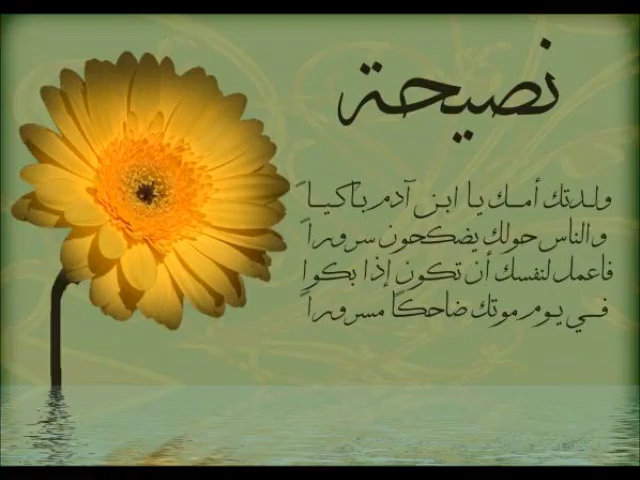 نصيحة
ولدتك أمك يا ابن آدم باكياً
والناس حولك يضحكون سروراً
فاعمل لنفسك أن تكون إذا بكوا
في يوم موتك ضاحكاً مسروراً